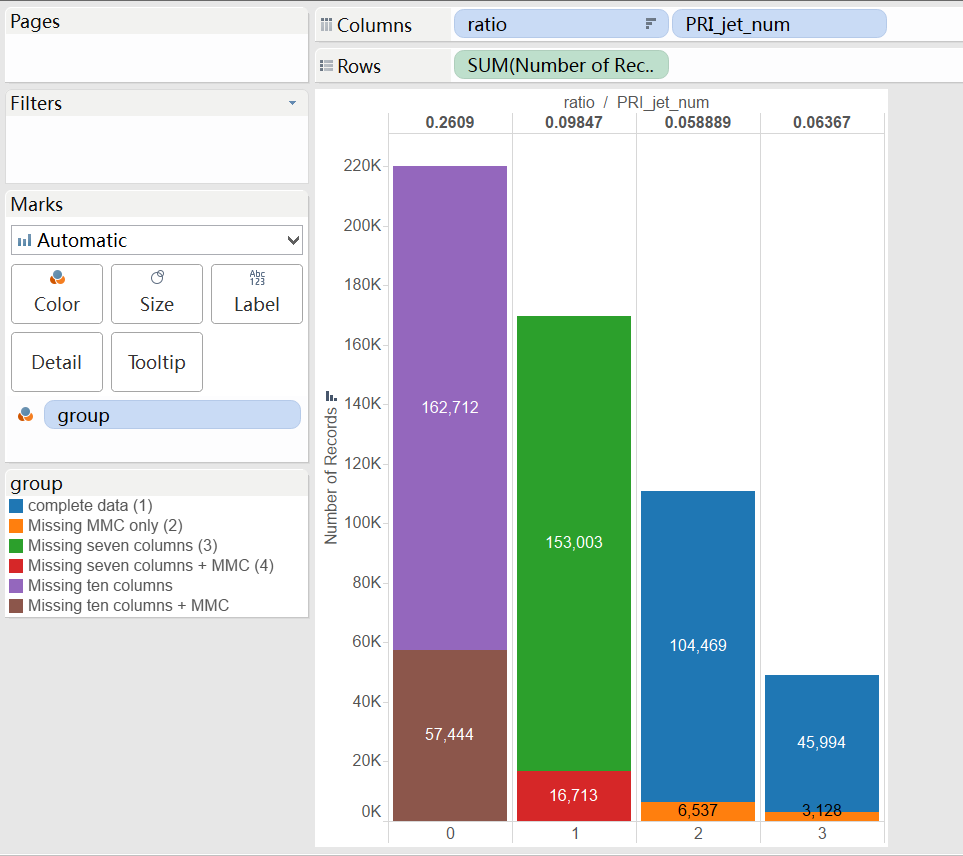 Pages
Filters
Marks
Automatic
Color
Size
Abc
123
Label
Detail
Tooltip
group
group
complete data (1)
Missing MMC only (2)
Missing seven columns (3)
Missing seven columns + MMC (4)
Missing ten columns
Missing ten columns + MMC
Columns
ratio
PRI_jet_num
Rows
SUM(Number of Rec..
ratio / PRI_jet_num
0.2609 0.09847 0.058889 0.06367
Number of Records
220K
200K
180K
160K
140K
120K
100K
80K
60K
40K
20K
0K
162,712
57,444
153,003
16,713
104,469
6,537
45,994
3,128
0 1 2 3